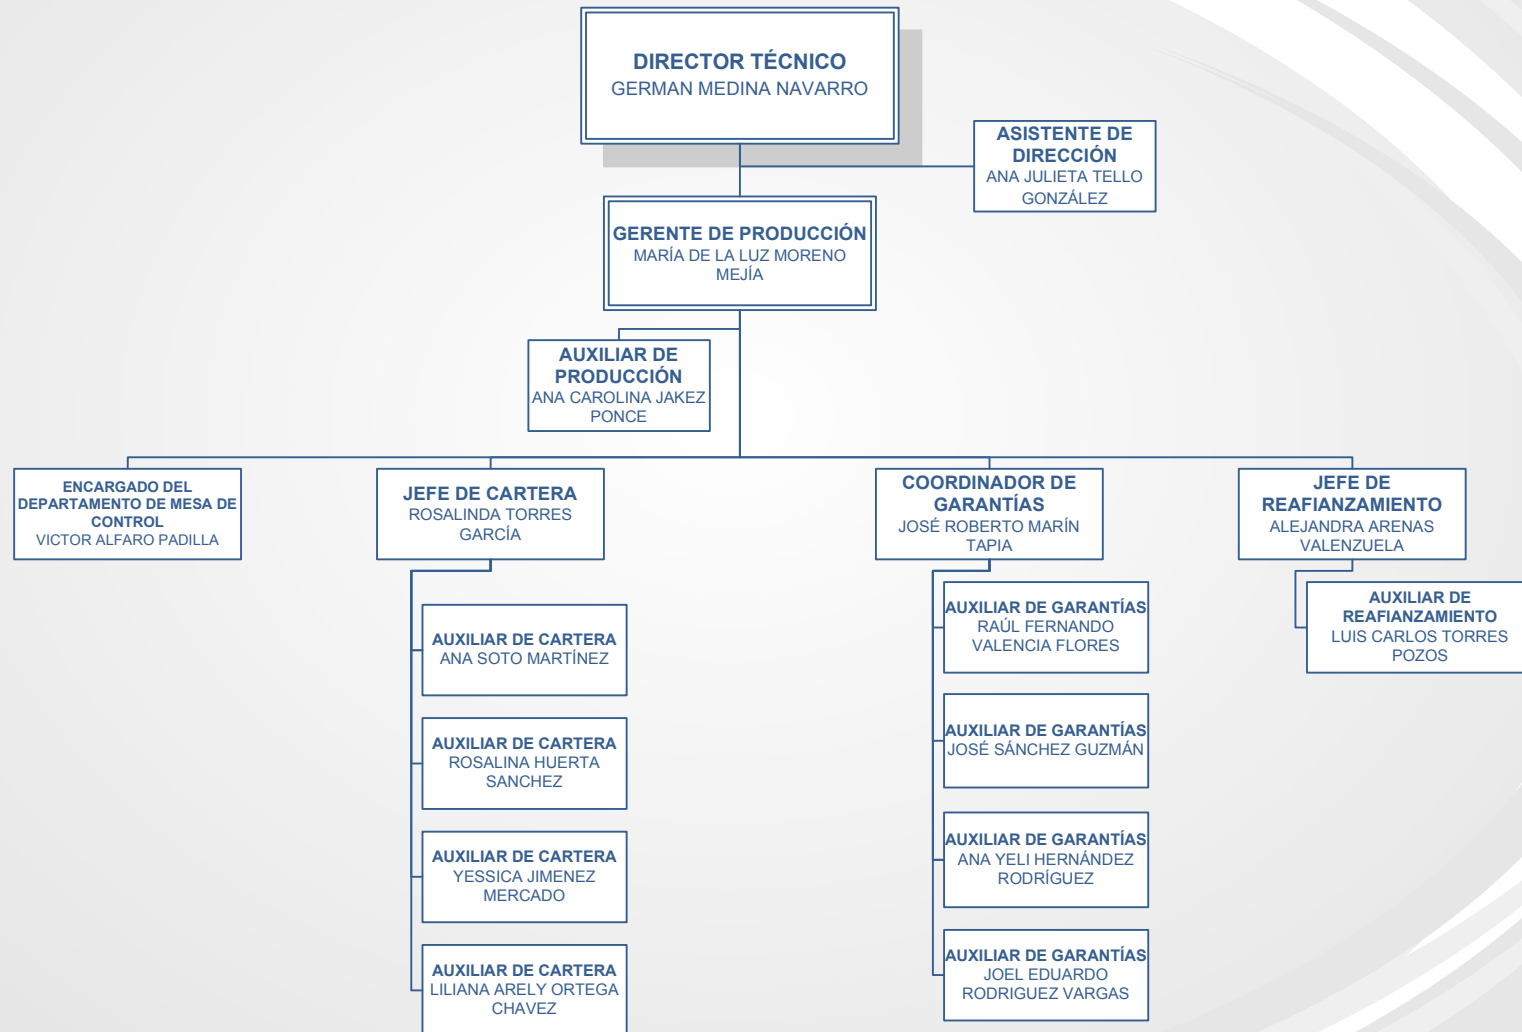 DIRECTOR TÉCNICO
GERMAN MEDINA NAVARRO
ASISTENTE DE
DIRECCIÓN
ANA JULIETA TELLO
GONZÁLEZ
GERENTE DE PRODUCCIÓN
MARÍA DE LA LUZ MORENO
MEJÍA
AUXILIAR DE
PRODUCCIÓN
ANA CAROLINA JAKEZ
PONCE
ENCARGADO DEL
DEPARTAMENTO DE MESA DE
CONTROL
VICTOR ALFARO PADILLA
JEFE DE CARTERA
ROSALINDA TORRES
GARCÍA
COORDINADOR DE
GARANTÍAS
JOSÉ ROBERTO MARÍN
TAPIA
JEFE DE
REAFIANZAMIENTO
ALEJANDRA ARENAS
VALENZUELA
AUXILIAR DE CARTERA
ANA SOTO MARTÍNEZ
AUXILIAR DE CARTERA
ROSALINA HUERTA
SANCHEZ
AUXILIAR DE CARTERA
YESSICA JIMENEZ
MERCADO
AUXILIAR DE CARTERA
LILIANA ARELY ORTEGA
CHAVEZ
AUXILIAR DE GARANTÍAS
RAÚL FERNANDO
VALENCIA FLORES
AUXILIAR DE GARANTÍAS
JOSÉ SÁNCHEZ GUZMÁN
AUXILIAR DE GARANTÍAS
ANA YELI HERNÁNDEZ
RODRÍGUEZ
AUXILIAR DE GARANTÍAS
JOEL EDUARDO
RODRIGUEZ VARGAS
AUXILIAR DE
REAFIANZAMIENTO
LUIS CARLOS TORRES
POZOS